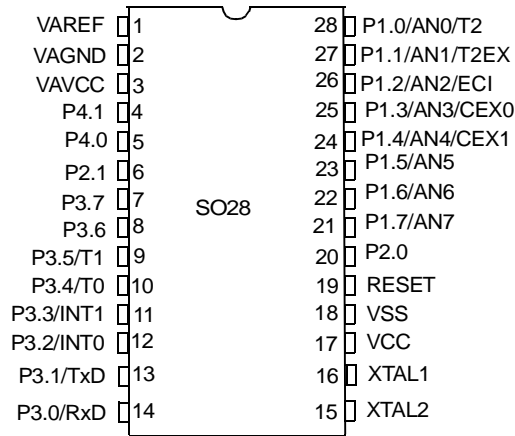 VAREF 1 28 P1.0/AN0/T2
VAGND 2 27 P1.1/AN1/T2EX
VAVCC 3 26 P1.2/AN2/ECI
P4.1 4 25 P1.3/AN3/CEX0
P4.0 5 24 P1.4/AN4/CEX1
P2.1 6 23 P1.5/AN5
P3.7 7 22 P1.6/AN6
SO28
P3.6 8 21 P1.7/AN7
P3.5/T1 9 20 P2.0
P3.4/T0 10 19 RESET
P3.3/INT1 11 18 VSS
P3.2/INT0 12 17 VCC
P3.1/TxD 13 16 XTAL1
P3.0/RxD 14 15 XTAL2